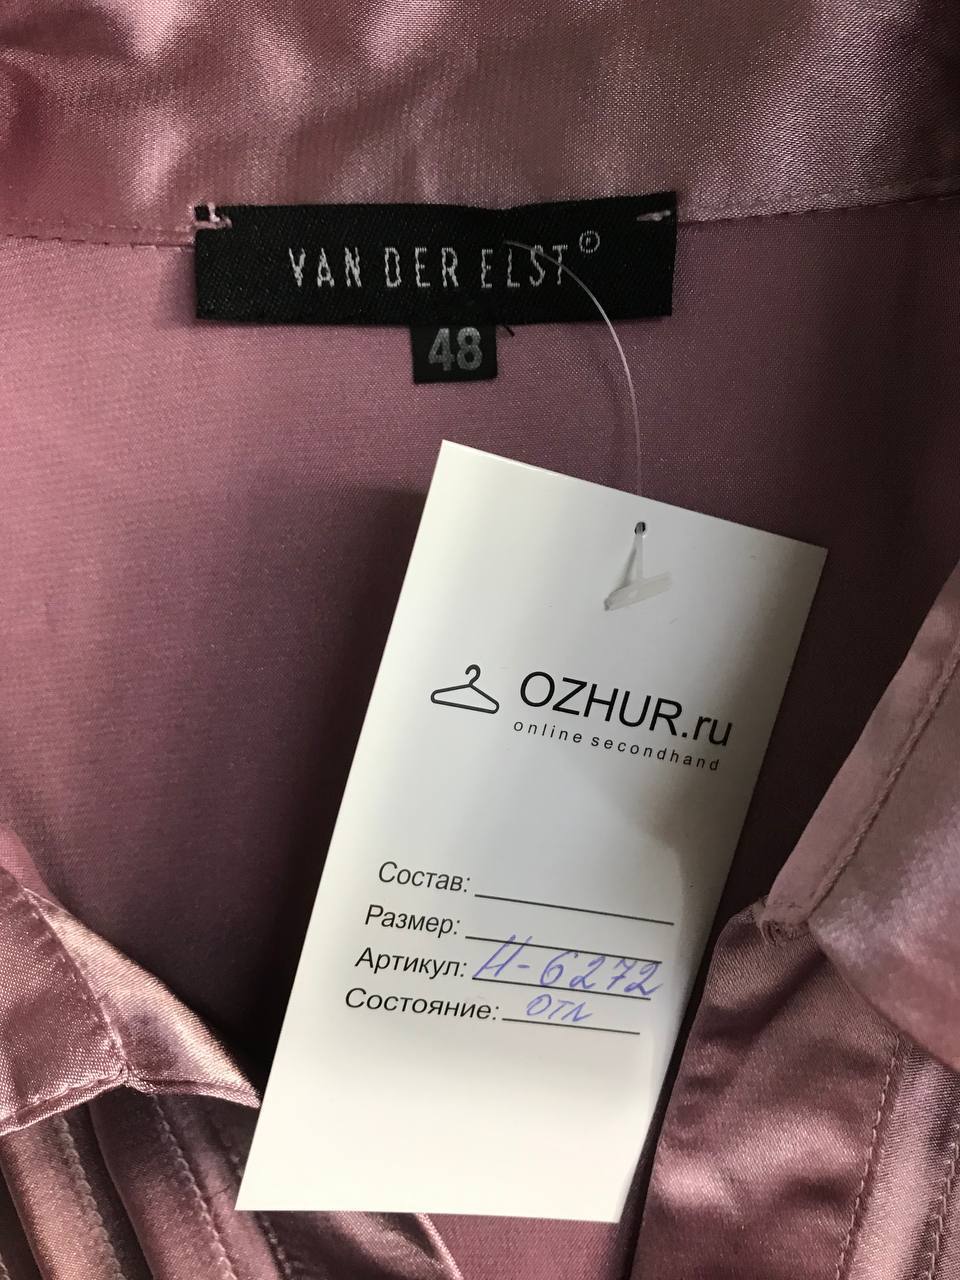 VAN DER ELST®
48
OZHUR.ru
online secondhand
Состав:
Размер:
Артикул: Н-6272
Состояние: отл